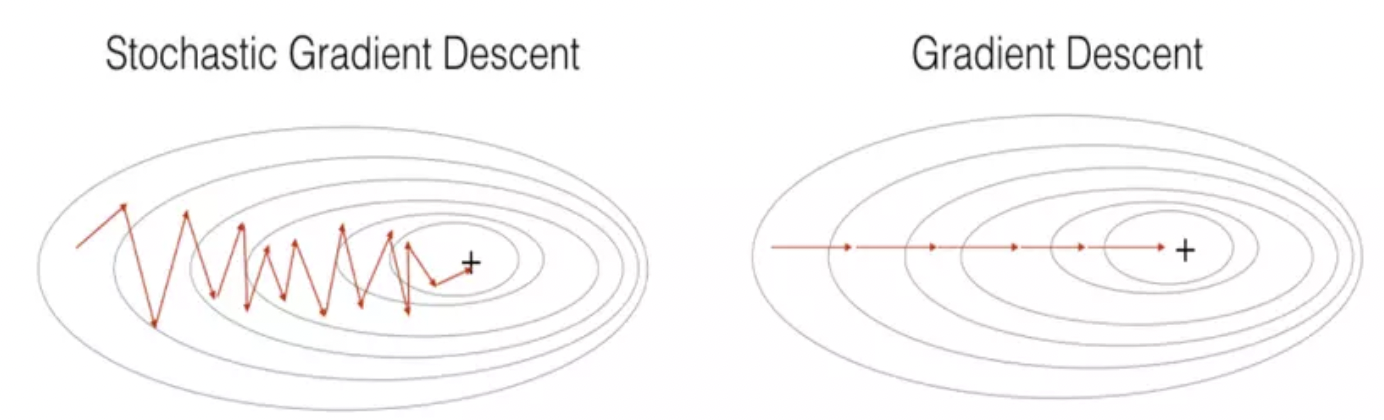 Stochastic Gradient Descent
Gradient Descent
+
+